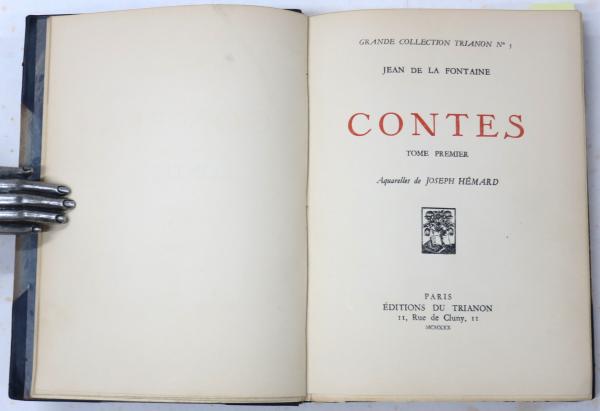 GRANDE COLLECTION TRIANON Nº 5
JEAN DE LA FONTAINE
CONTES
TOME PREMIER
Aquarelles de JOSEPH HÉMARD
PARIS
ÉDITIONS DU TRIANON
11, Rue de Cluny, 11
MCMXXX